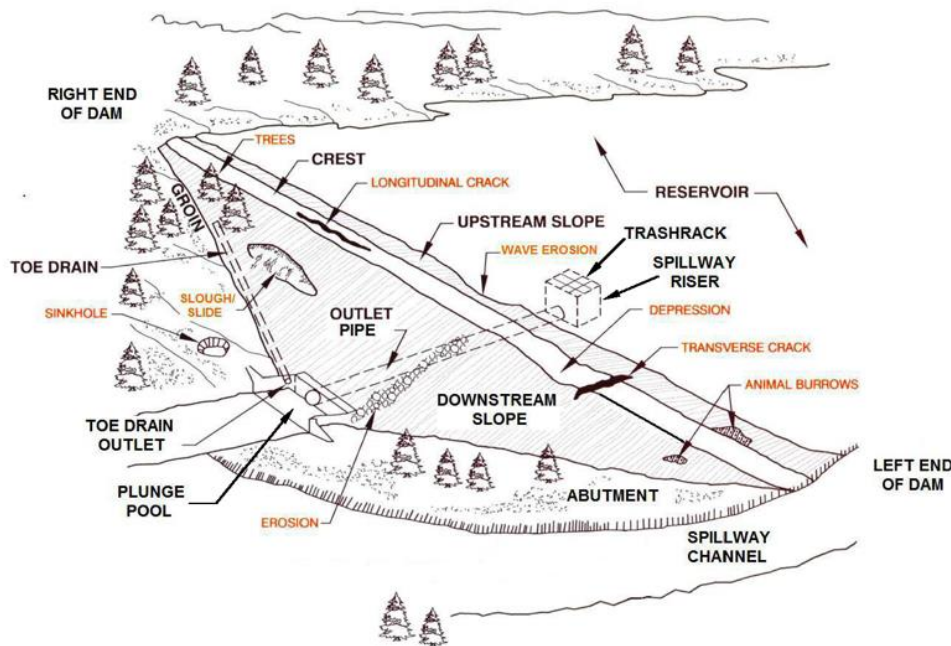 RIGHT END
OF DAM
TREES
CREST
LONGITUDINAL CRACK
RESERVOIR
GROIN
UPSTREAM SLOPE
TRASHRACK
WAVE EROSION
SPILLWAY
RISER
TOE DRAIN
SLOUGH/
SLIDE
SINKHOLE
OUTLET
PIPE
DEPRESSION
TRANSVERSE CRACK
ANIMAL BURROWS
DOWNSTREAM
SLOPE
TOE DRAIN
OUTLET
PLUNGE
POOL
EROSION
ABUTMENT
LEFT END
OF DAM
SPILLWAY
CHANNEL